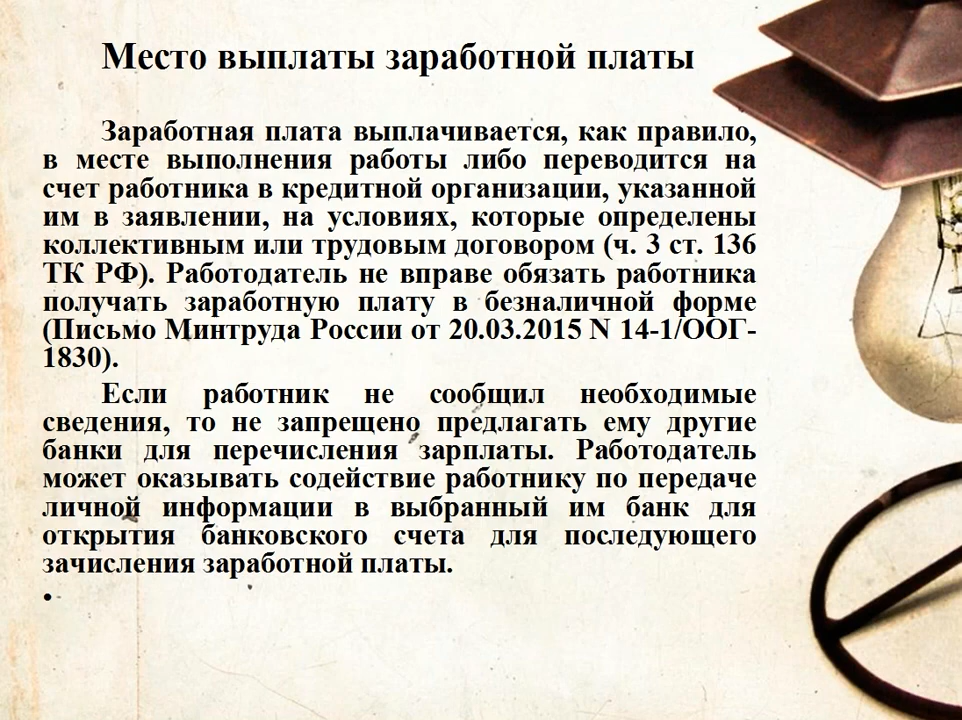 Место выплаты заработной платы
Заработная плата выплачивается, как правило,
в месте выполнения работы либо переводится на
счет работника в кредитной организации, указанной
им в заявлении, на условиях, которые определены
коллективным или трудовым договором (ч. 3 ст. 136
ТК РФ). Работодатель не вправе обязать работника
получать заработную плату в безналичной форме
(Письмо Минтруда России от 20.03.2015 N 14-1/ООГ-
1830).
Если работник не сообщил необходимые
сведения, то не запрещено предлагать ему другие
банки для перечисления зарплаты. Работодатель
может оказывать содействие работнику по передаче
личной информации в выбранный им банк для
открытия банковского счета для последующего
зачисления заработной платы.
•